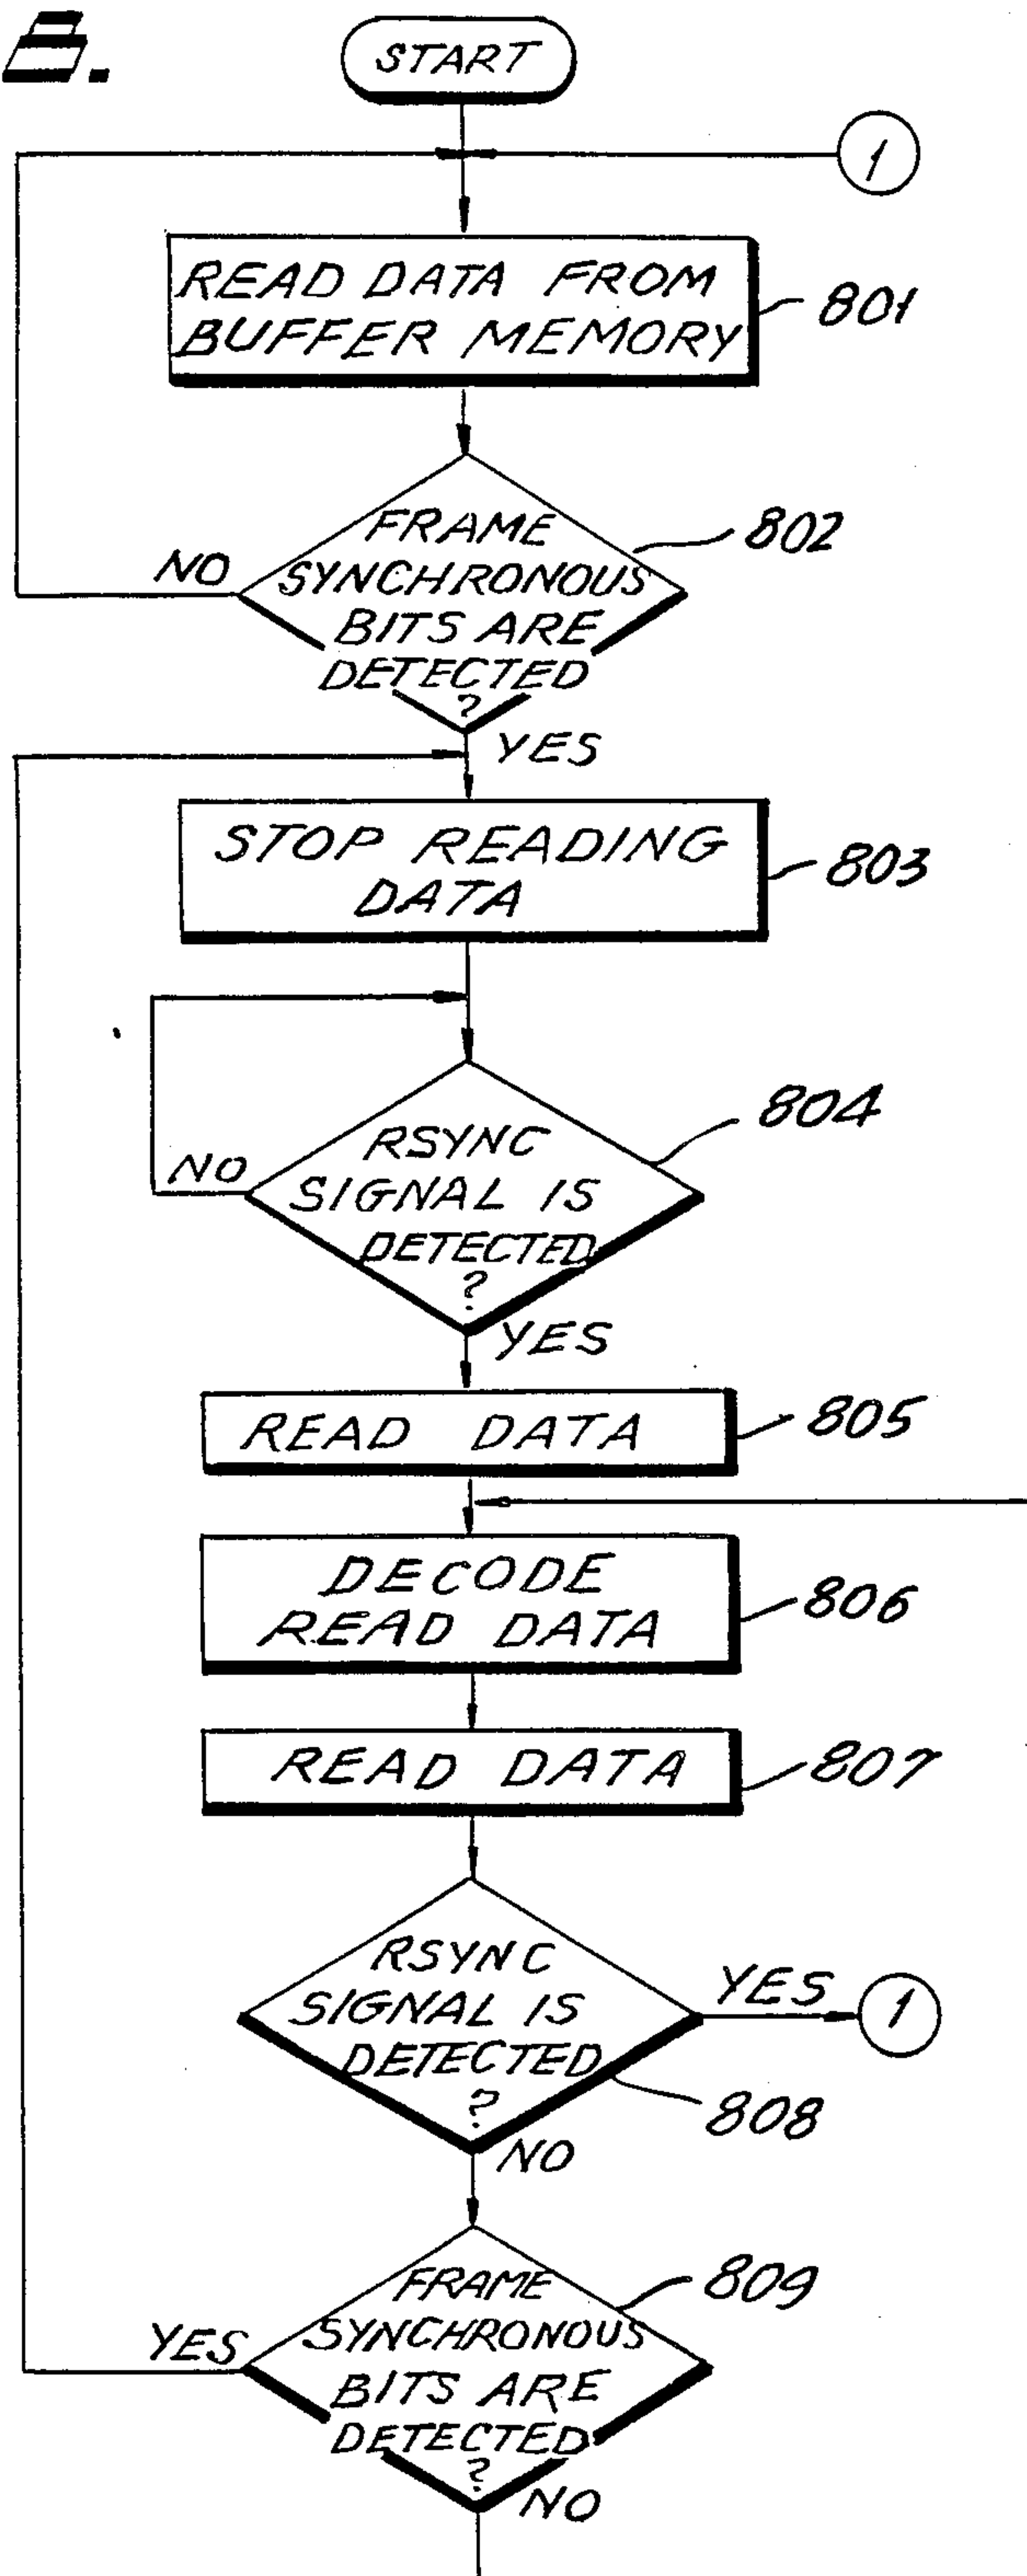 8.
START
1
READ DATA FROM
BUFFER MEMORY
801
FRAME
SYNCHRONOUS
BITS ARE
DETECTED
?
802
NO
YES
STOP READING
DATA
803
RSYNC
SIGNAL IS
DETECTED
?
804
NO
YES
READ DATA
805
DECODE
READ DATA
806
READ DATA
807
RSYNC
SIGNAL IS
DETECTED
?
YES
1
808
NO
FRAME
SYNCHRONOUS
BITS ARE
DETECTED
?
809
YES
NO